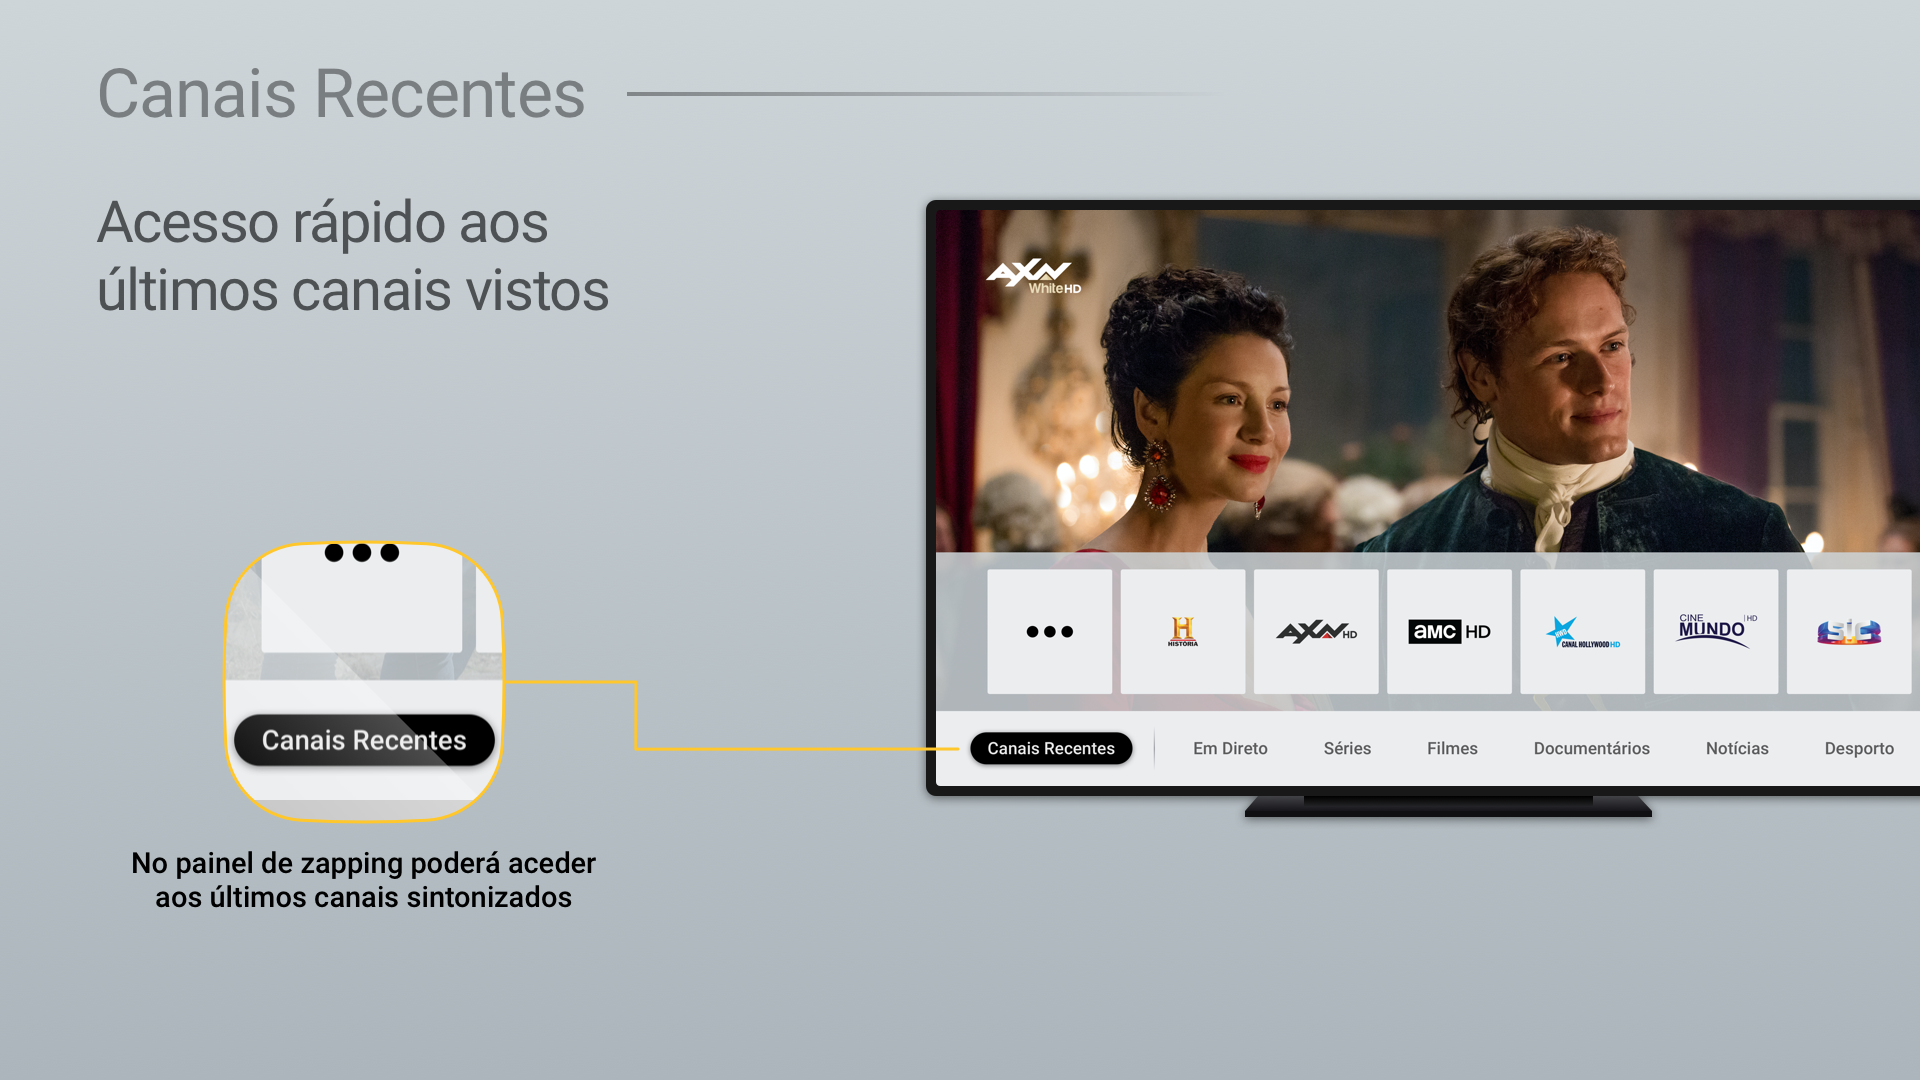 Canais Recentes
Acesso rápido aos
últimos canais vistos
AXN
White HD
H
HISTORIA
AXN HD
aMC HD
HWD
CANAL HOLLYWOOD HD
CINE
MUNDO HD
SIC
Canais Recentes
Em Direto
Séries
Filmes
Documentários
Notícias
Desporto
Canais Recentes
No painel de zapping poderá aceder
aos últimos canais sintonizados